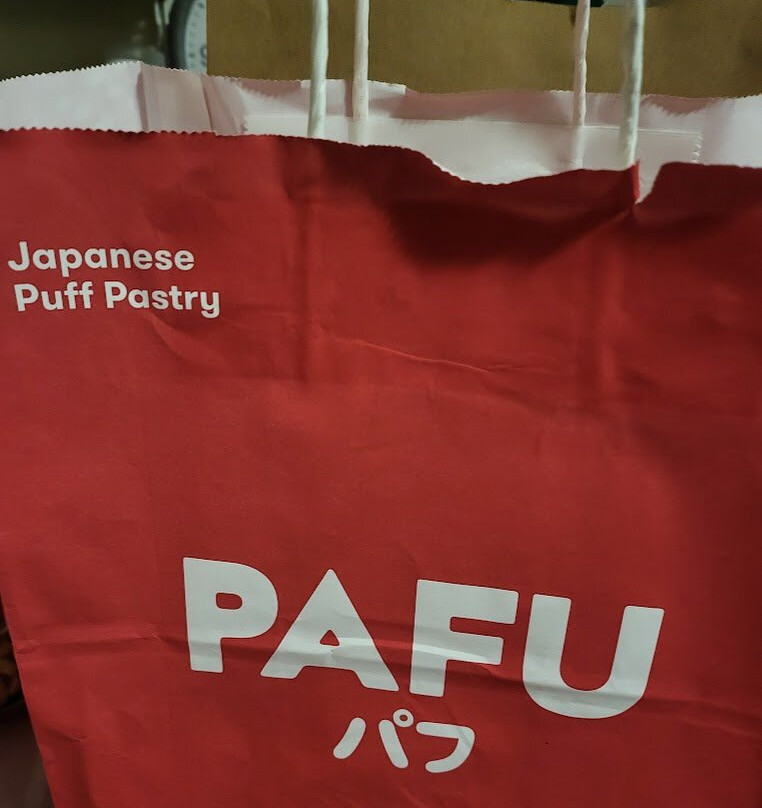 Japanese
Puff Pastry
PAFU
パフ